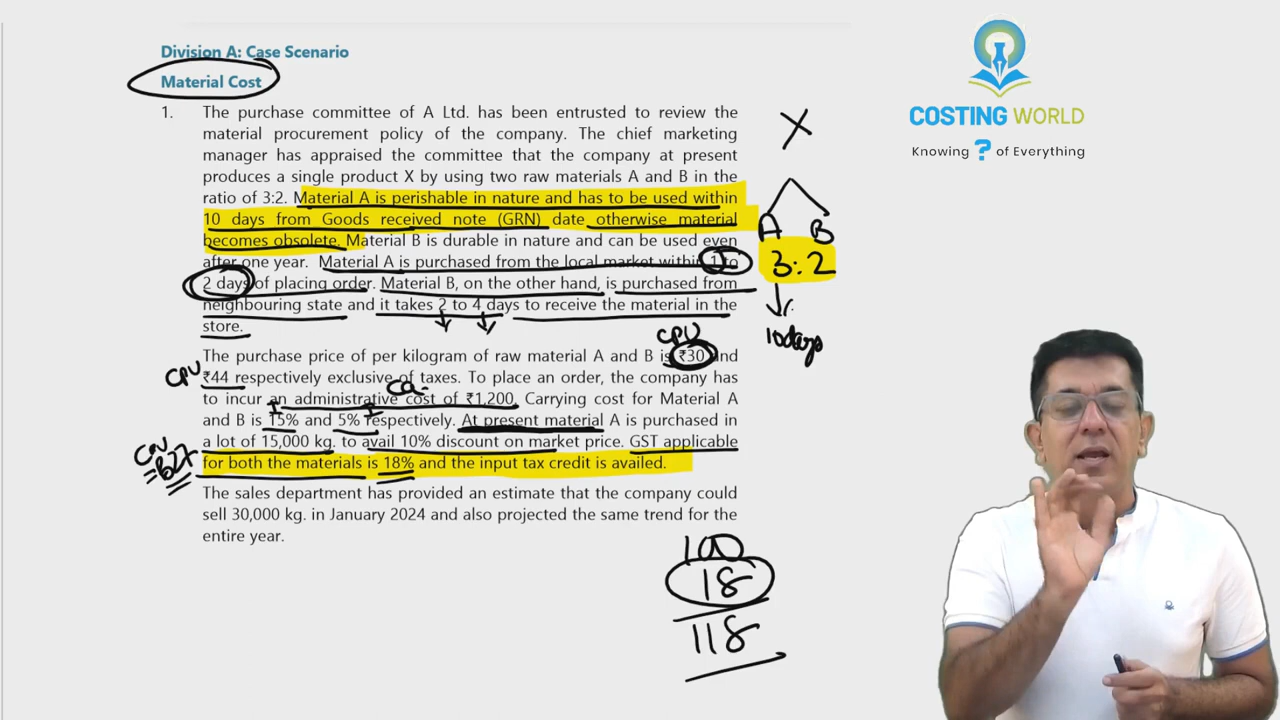 Division A: Case Scenario
Material Cost
1. The purchase committee of A Ltd. has been entrusted to review the
material procurement policy of the company. The chief marketing
manager has appraised the committee that the company at present
produces a single product X by using two raw materials A and B in the
ratio of 3:2. Material A is perishable in nature and has to be used within
10 days from Goods received note (GRN) date otherwise material
becomes obsolete. Material B is durable in nature and can be used even
after one year. Material A is purchased from the local market within 1 to
2 days of placing order. Material B, on the other hand, is purchased from
neighbouring state and it takes 2 to 4 days to receive the material in the
store.
CPU
The purchase price of per kilogram of raw material A and B is ₹30 and
CPU
₹44 respectively exclusive of taxes. To place an order, the company has
to incur an administrative cost of ₹1,200. Carrying cost for Material A
and B is 15% and 5% respectively. At present material A is purchased in
a lot of 15,000 kg. to avail 10% discount on market price. GST applicable
for both the materials is 18% and the input tax credit is availed.
The sales department has provided an estimate that the company could
sell 30,000 kg. in January 2024 and also projected the same trend for the
entire year.
X
A B
3:2
10 days
100
18
118
COSTING WORLD
Knowing ? of Everything